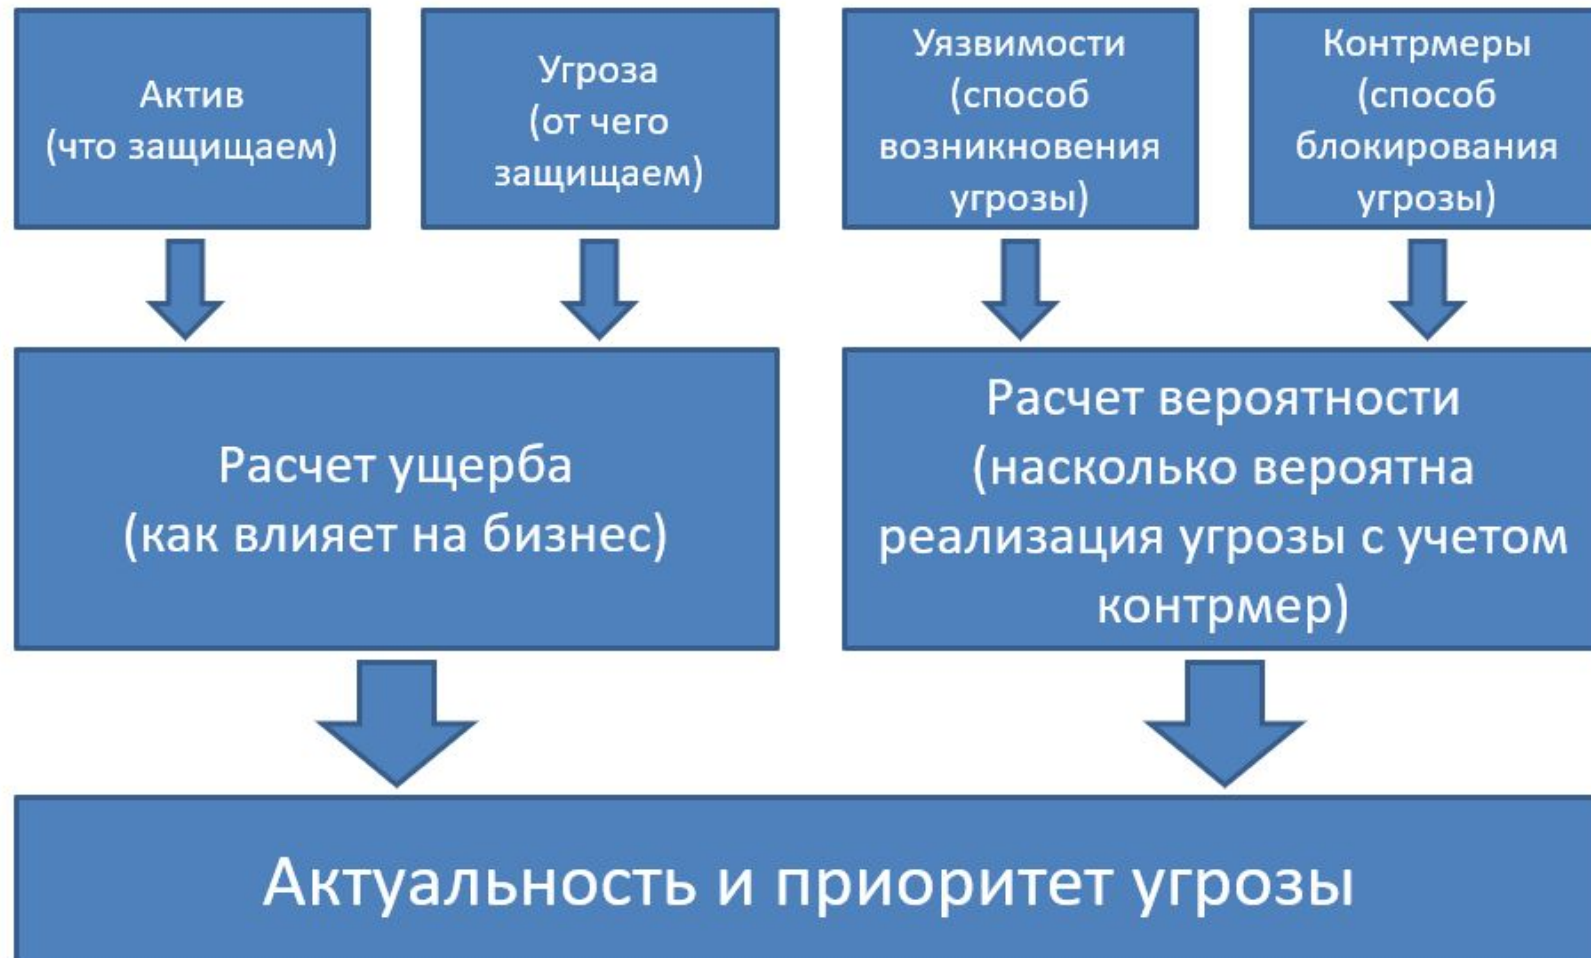 Актив
(что защищаем)
Угроза
(от чего
защищаем)
Уязвимости
(способ
возникновения
угрозы)
Контрмеры
(способ
блокирования
угрозы)
Расчет ущерба
(как влияет на бизнес)
Расчет вероятности
(насколько вероятна
реализация угрозы с учетом
контрмер)
Актуальность и приоритет угрозы